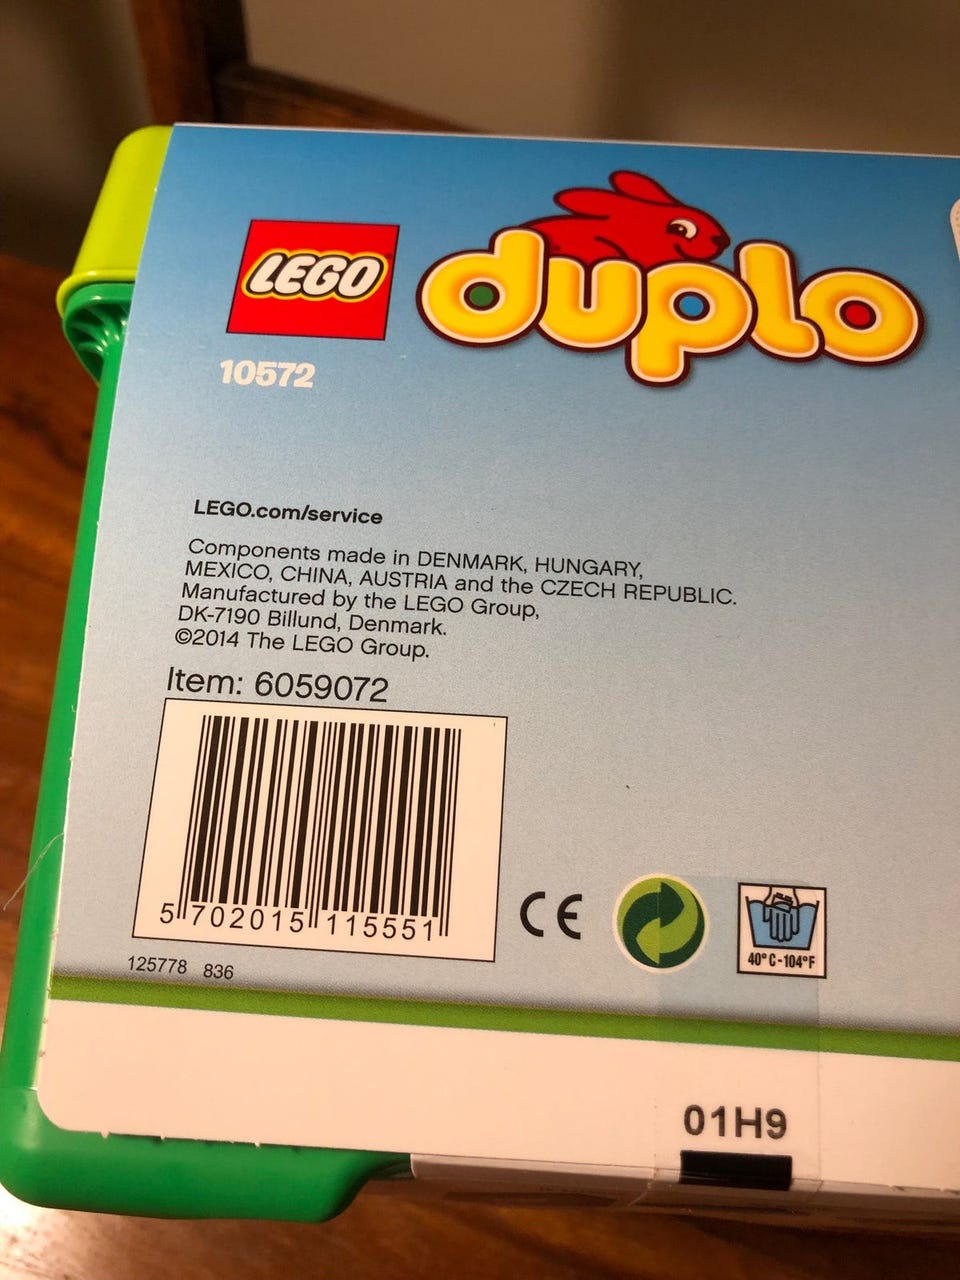 LEGO
duplo
10572
LEGO.com/service
Components made in DENMARK, HUNGARY,
MEXICO, CHINA, AUSTRIA and the CZECH REPUBLIC.
Manufactured by the LEGO Group,
DK-7190 Billund, Denmark.
©2014 The LEGO Group.
Item: 6059072
5 702015 115551
CE
40°C-104°F
125778 836
01H9